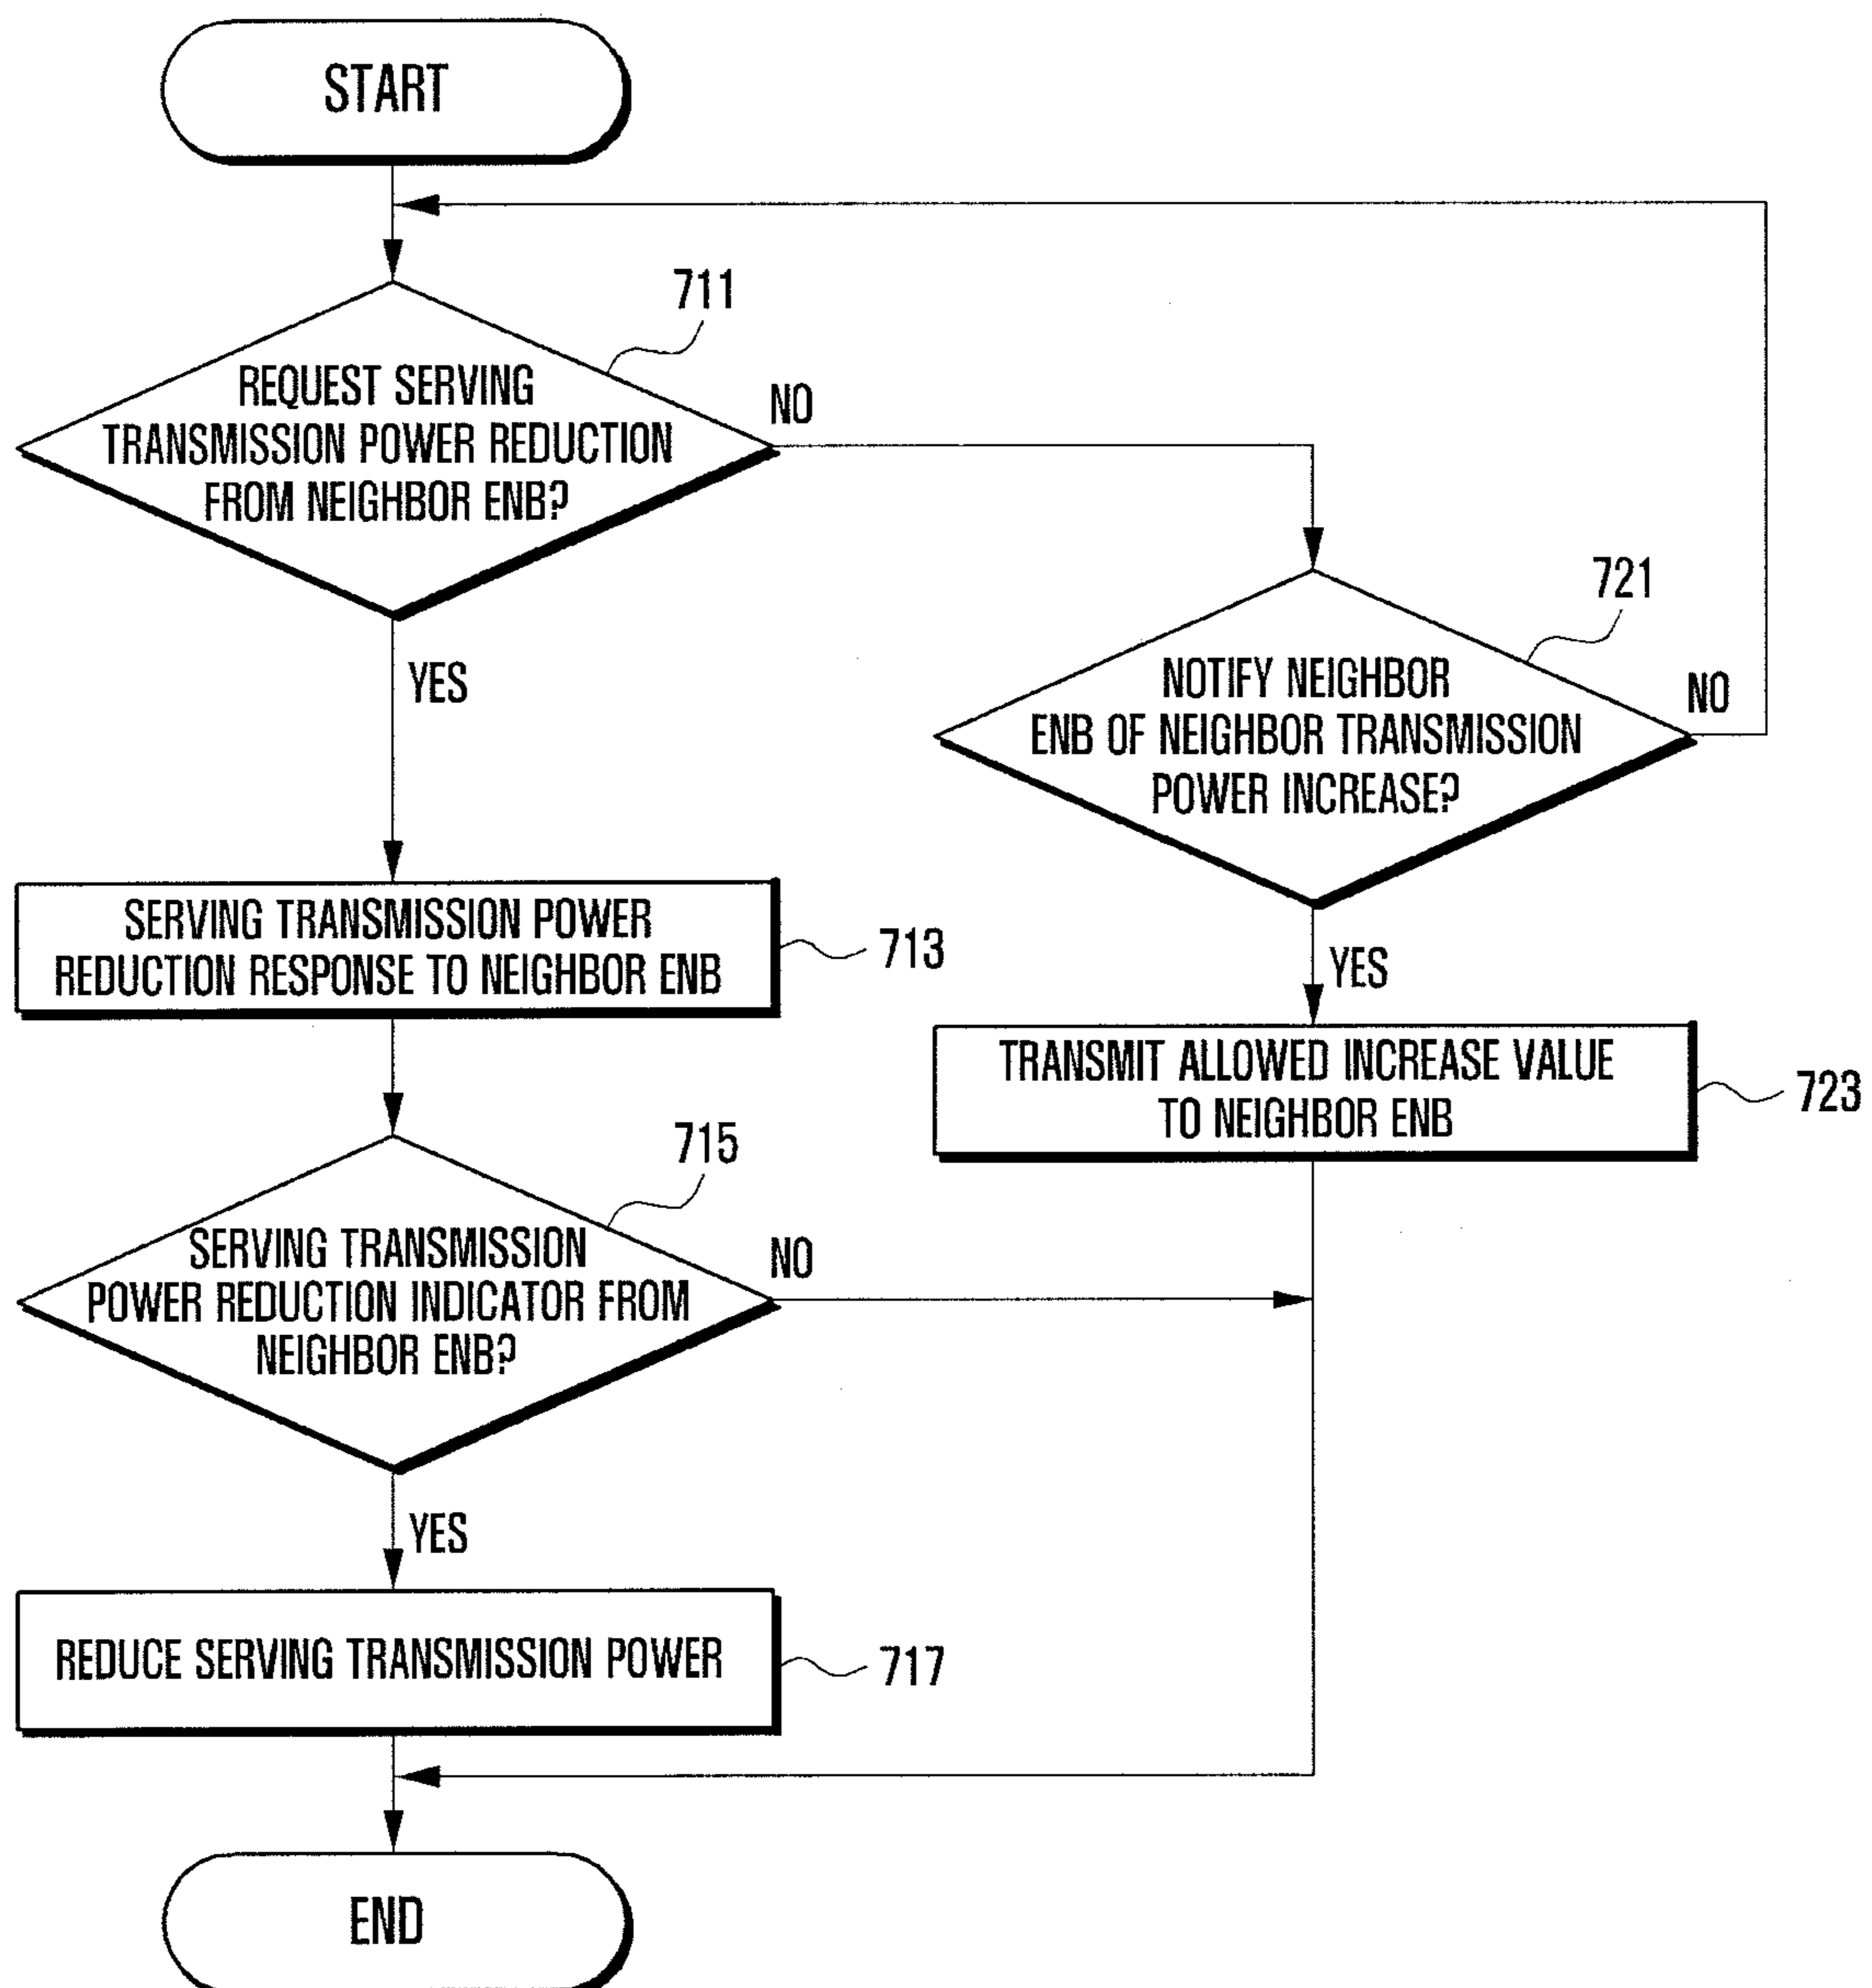 START
711
REQUEST SERVING
TRANSMISSION POWER REDUCTION
FROM NEIGHBOR ENB?
NO
YES
721
NOTIFY NEIGHBOR
ENB OF NEIGHBOR TRANSMISSION
POWER INCREASE?
NO
YES
SERVING TRANSMISSION POWER
REDUCTION RESPONSE TO NEIGHBOR ENB
713
TRANSMIT ALLOWED INCREASE VALUE
TO NEIGHBOR ENB
723
715
SERVING TRANSMISSION
POWER REDUCTION INDICATOR FROM
NEIGHBOR ENB?
NO
YES
REDUCE SERVING TRANSMISSION POWER
717
END